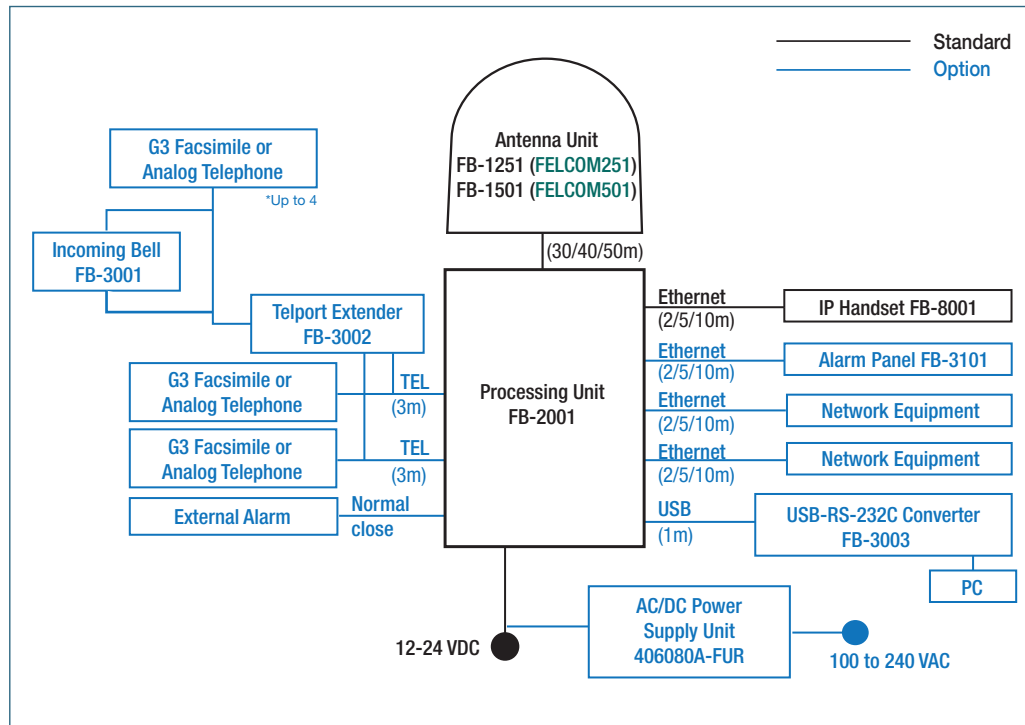 Standard
Option
Antenna Unit
FB-1251 (FELCOM251)
FB-1501 (FELCOM501)
(30/40/50m)
G3 Facsimile or
Analog Telephone
*Up to 4
Incoming Bell
FB-3001
Telport Extender
FB-3002
G3 Facsimile or
Analog Telephone
TEL
(3m)
G3 Facsimile or
Analog Telephone
TEL
(3m)
External Alarm
Normal
close
Processing Unit
FB-2001
Ethernet
(2/5/10m)
IP Handset FB-8001
Ethernet
(2/5/10m)
Alarm Panel FB-3101
Ethernet
(2/5/10m)
Network Equipment
Ethernet
(2/5/10m)
Network Equipment
USB
(1m)
USB-RS-232C Converter
FB-3003
PC
12-24 VDC
AC/DC Power
Supply Unit
406080A-FUR
100 to 240 VAC